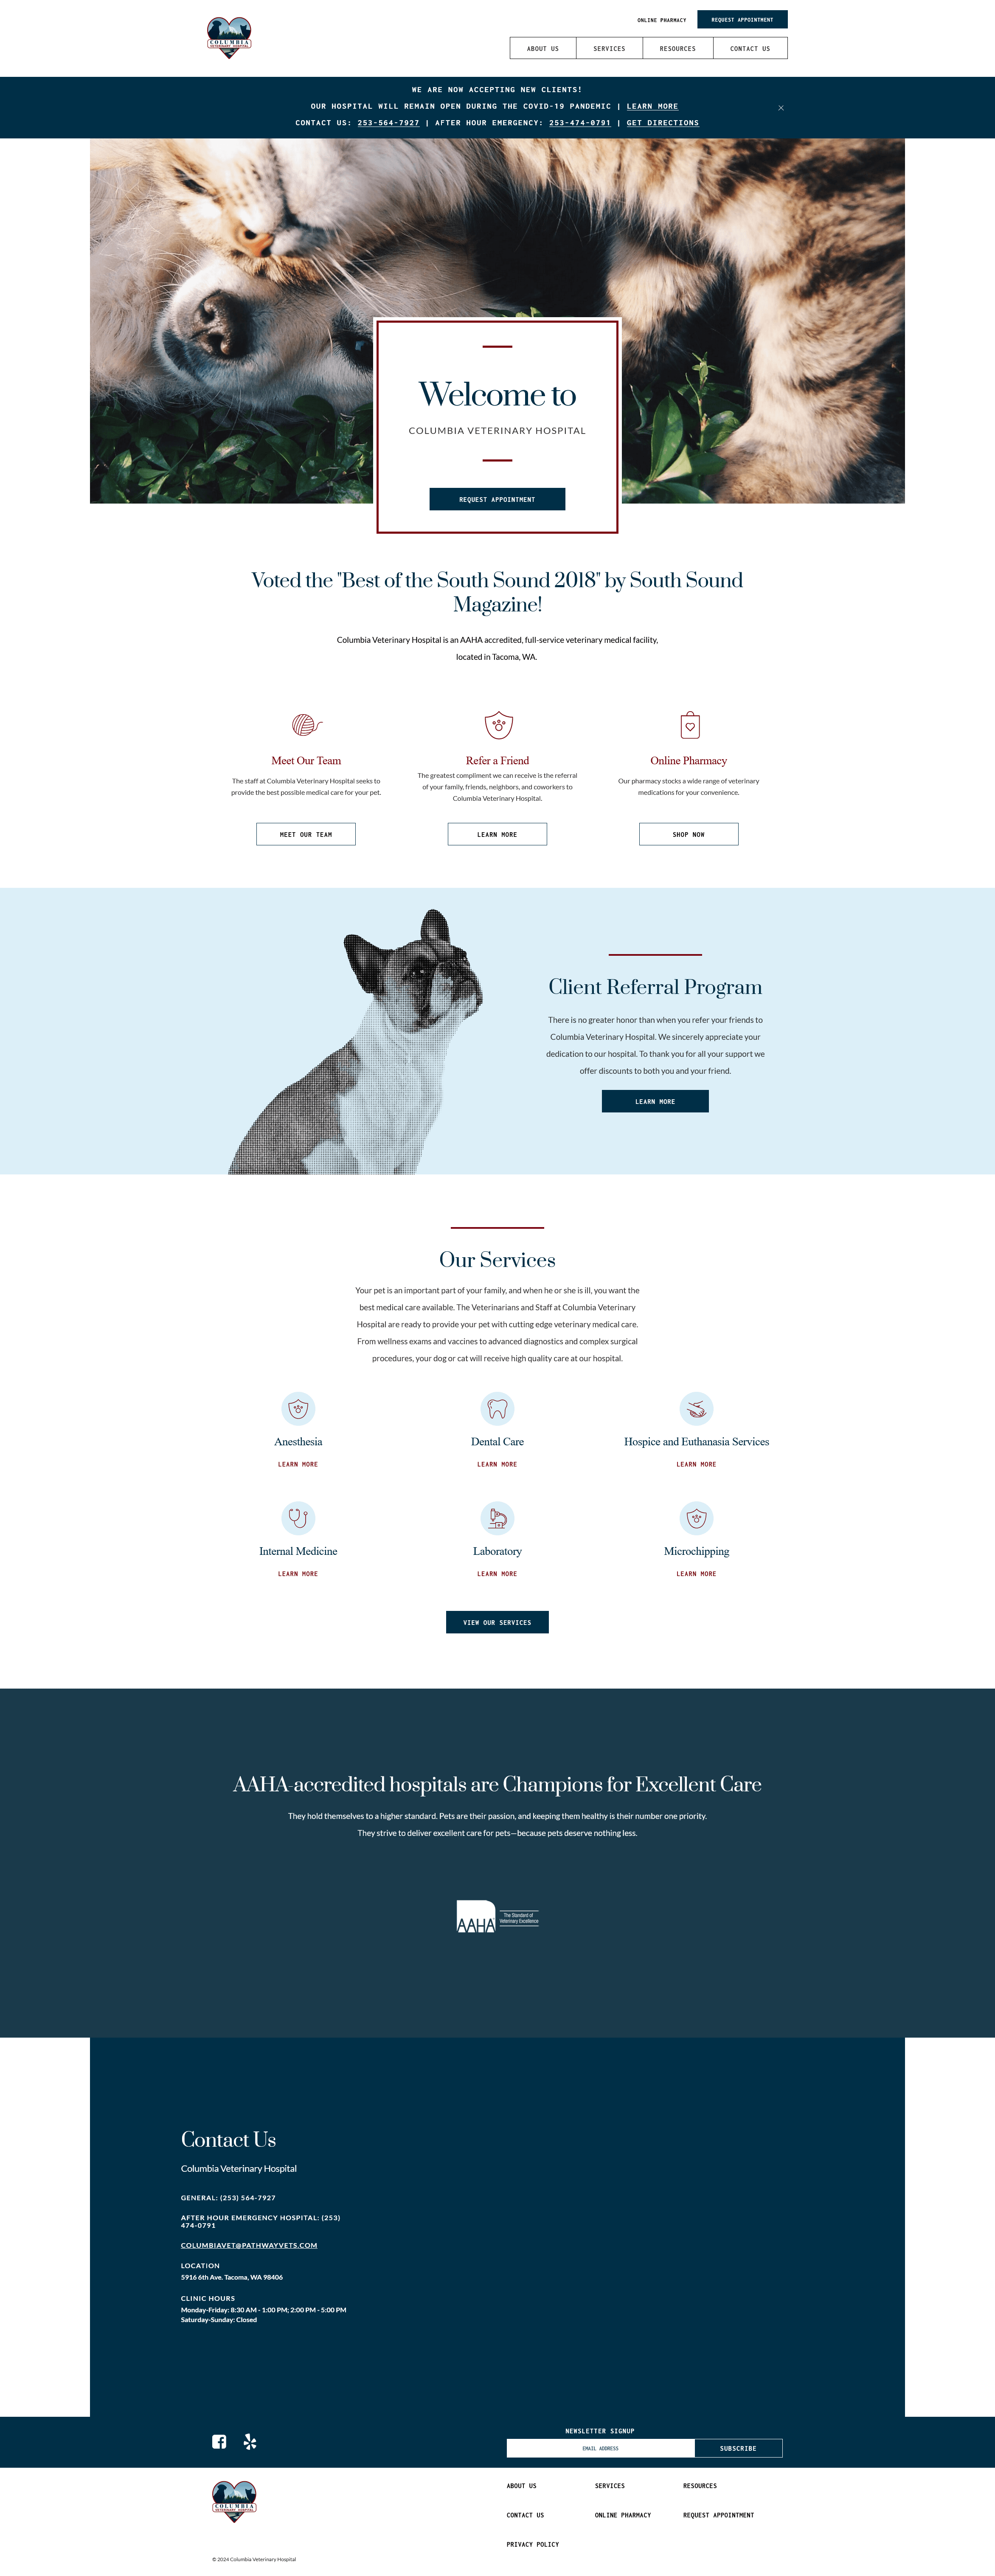 COLUMBIA
VETERINARY HOSPITAL
ONLINE PHARMACY
REQUEST APPOINTMENT
ABOUT US
SERVICES
RESOURCES
CONTACT US
WE ARE NOW ACCEPTING NEW CLIENTS!
OUR HOSPITAL WILL REMAIN OPEN DURING THE COVID-19 PANDEMIC | LEARN MORE
CONTACT US: 253-564-7927 | AFTER HOUR EMERGENCY: 253-474-0791 | GET DIRECTIONS
Welcome to
COLUMBIA VETERINARY HOSPITAL
REQUEST APPOINTMENT
Voted the "Best of the South Sound 2018" by South Sound
Magazine!
Columbia Veterinary Hospital is an AAHA accredited, full-service veterinary medical facility,
located in Tacoma, WA.
Meet Our Team
The staff at Columbia Veterinary Hospital seeks to
provide the best possible medical care for your pet.
MEET OUR TEAM
Refer a Friend
The greatest compliment we can receive is the referral
of your family, friends, neighbors, and coworkers to
Columbia Veterinary Hospital.
LEARN MORE
Online Pharmacy
Our pharmacy stocks a wide range of veterinary
medications for your convenience.
SHOP NOW
Client Referral Program
There is no greater honor than when you refer your friends to
Columbia Veterinary Hospital. We sincerely appreciate your
dedication to our hospital. To thank you for all your support we
offer discounts to both you and your friend.
LEARN MORE
Our Services
Your pet is an important part of your family, and when he or she is ill, you want the
best medical care available. The Veterinarians and Staff at Columbia Veterinary
Hospital are ready to provide your pet with cutting edge veterinary medical care.
From wellness exams and vaccines to advanced diagnostics and complex surgical
procedures, your dog or cat will receive high quality care at our hospital.
Anesthesia
LEARN MORE
Dental Care
LEARN MORE
Hospice and Euthanasia Services
LEARN MORE
Internal Medicine
LEARN MORE
Laboratory
LEARN MORE
Microchipping
LEARN MORE
VIEW OUR SERVICES
AAHA-accredited hospitals are Champions for Excellent Care
They hold themselves to a higher standard. Pets are their passion, and keeping them healthy is their number one priority.
They strive to deliver excellent care for pets—because pets deserve nothing less.
AAHA
The Standard of
Veterinary Excellence
Contact Us
Columbia Veterinary Hospital
GENERAL: (253) 564-7927
AFTER HOUR EMERGENCY HOSPITAL: (253)
474-0791
COLUMBIAVET@PATHWAYVETS.COM
LOCATION
5916 6th Ave. Tacoma, WA 98406
CLINIC HOURS
Monday-Friday: 8:30 AM - 1:00 PM; 2:00 PM - 5:00 PM
Saturday-Sunday: Closed
NEWSLETTER SIGNUP
EMAIL ADDRESS
SUBSCRIBE
COLUMBIA
VETERINARY HOSPITAL
ABOUT US
SERVICES
RESOURCES
CONTACT US
ONLINE PHARMACY
REQUEST APPOINTMENT
PRIVACY POLICY
© 2024 Columbia Veterinary Hospital